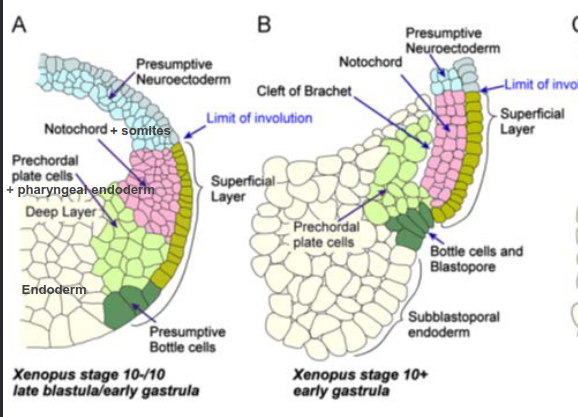 A
Presumptive
Neuroectoderm
Limit of involution
Notochord + somites
Prechordal
plate cells
+ pharyngeal endoderm
Superficial
Layer
Deep Layer
Endoderm
Presumptive
Bottle cells
Xenopus stage 10-/10
late blastula/early gastrula
B
Presumptive
Neuroectoderm
Notochord
Cleft of Brachet
Limit of invo
Superficial
Layer
Prechordal
plate cells
Bottle cells and
Blastopore
Subblastoporal
endoderm
Xenopus stage 10+
early gastrula